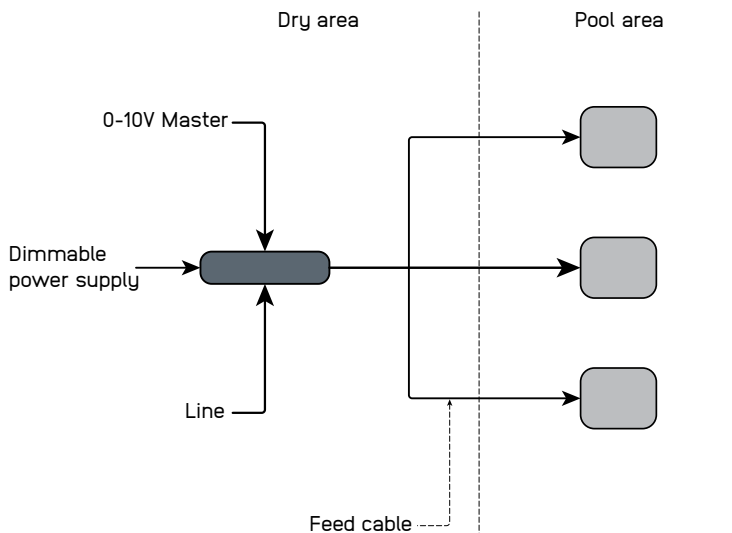 Dry area
Pool area
0-10V Master
Dimmable
power supply
Line
Feed cable